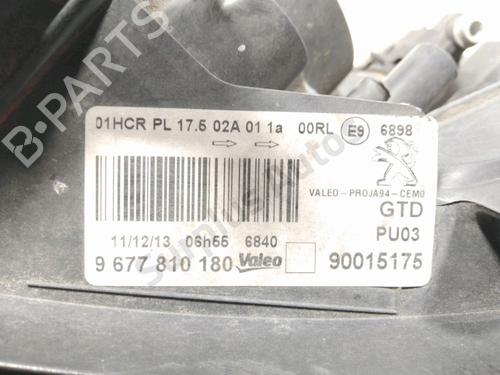 B-PARTS
01HCR PL 17.5 02A 01 1a 00RL E9 6898
VALEO-PROJA94-CEMO
GTD
PU03
11/12/13 06h55 6840
9 677 810 180 Valeo 90015175